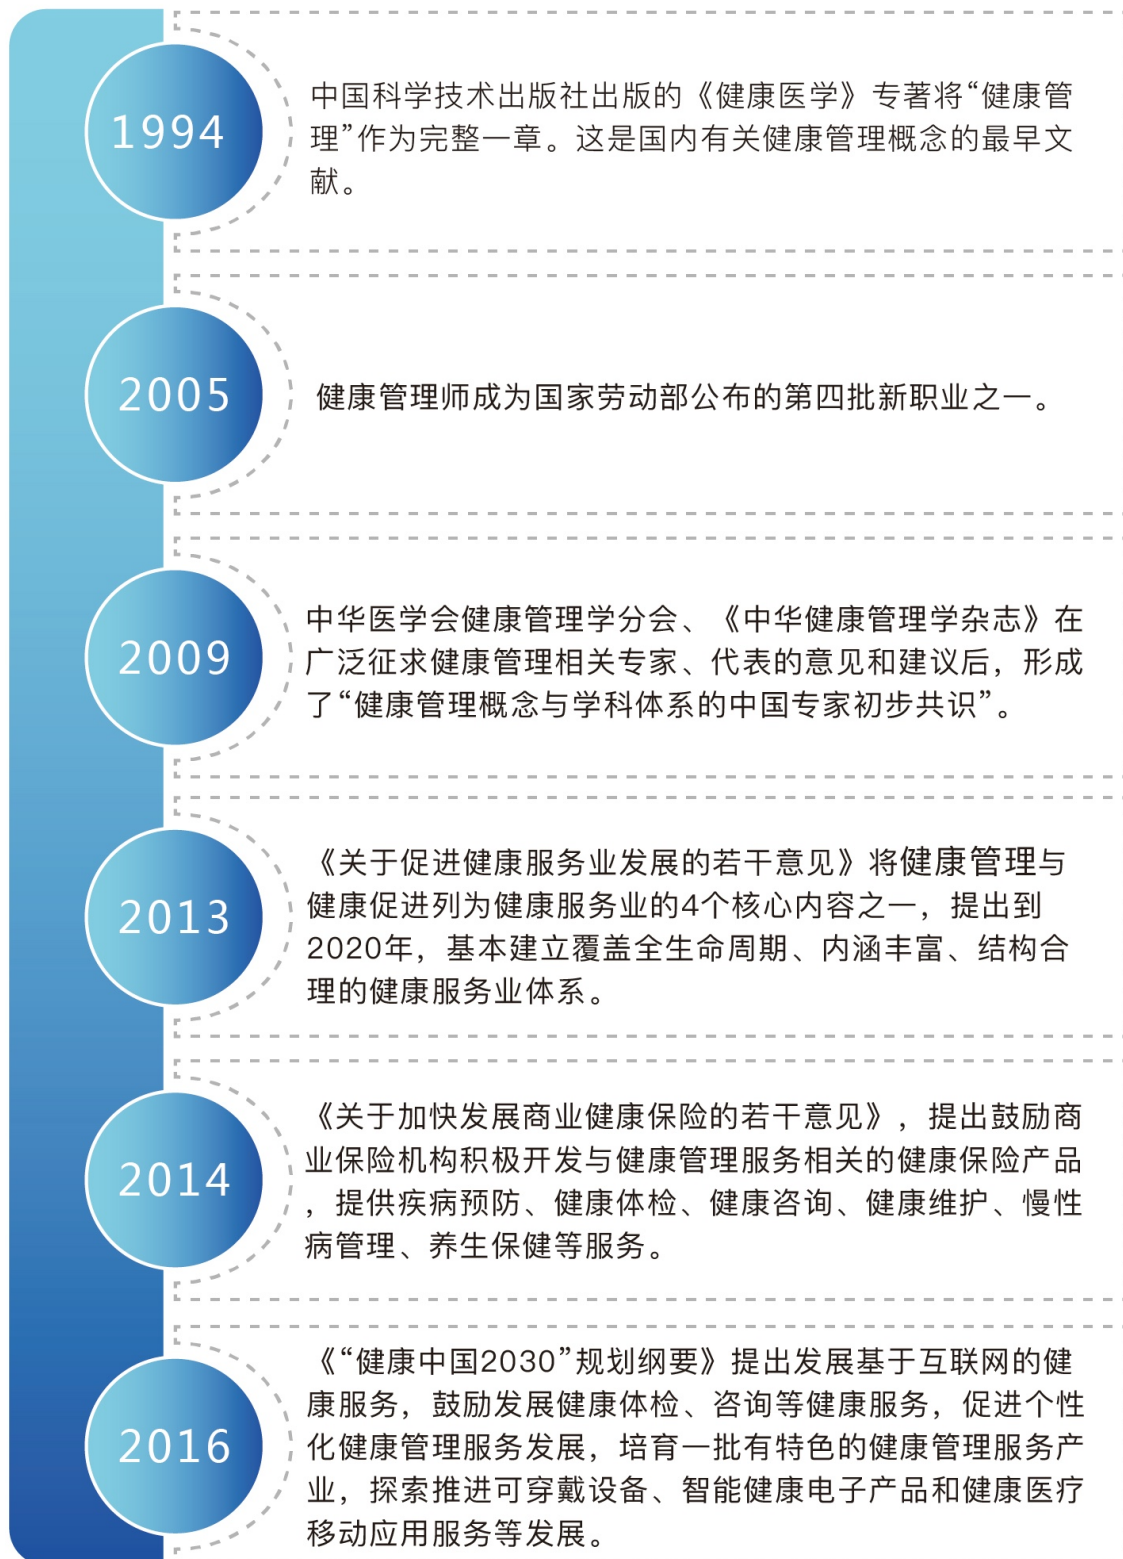 1994
中国科学技术出版社出版的《健康医学》专著将“健康管
理”作为完整一章。这是国内有关健康管理概念的最早文
献。
2005
健康管理师成为国家劳动部公布的第四批新职业之一。
2009
中华医学会健康管理学分会、《中华健康管理学杂志》在
广泛征求健康管理相关专家、代表的意见和建议后，形成
了“健康管理概念与学科体系的中国专家初步共识”。
2013
《关于促进健康服务业发展的若干意见》将健康管理与
健康促进列为健康服务业的4个核心内容之一，提出到
2020年，基本建立覆盖全生命周期、内涵丰富、结构合
理的健康服务业体系。
2014
《关于加快发展商业健康保险的若干意见》，提出鼓励商
业保险机构积极开发与健康管理服务相关的健康保险产品
，提供疾病预防、健康体检、健康咨询、健康维护、慢性
病管理、养生保健等服务。
2016
《“健康中国2030”规划纲要》提出发展基于互联网的健
康服务，鼓励发展健康体检、咨询等健康服务，促进个性
化健康管理服务发展，培育一批有特色的健康管理服务产
业，探索推进可穿戴设备、智能健康电子产品和健康医疗
移动应用服务等发展。